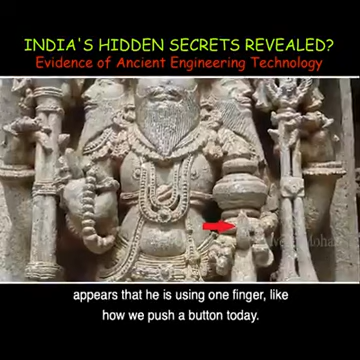 INDIA'S HIDDEN SECRETS REVEALED?
Evidence of Ancient Engineering Technology
appears that he is using one finger, like
how we push a button today.